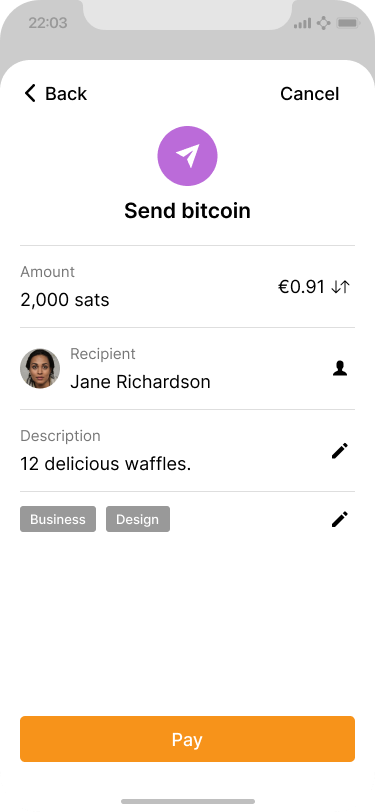 22:03
Back
Cancel
Send bitcoin
Amount
2,000 sats
€0.91
Recipient
Jane Richardson
Description
12 delicious waffles.
Business
Design
Pay